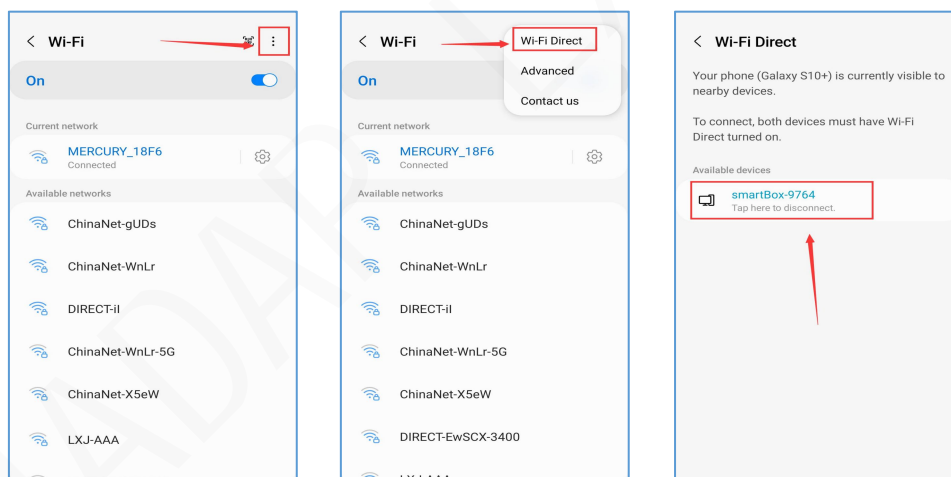 Wi-Fi
On
Current network
MERCURY_18F6
Connected
Available networks
ChinaNet-gUDs
ChinaNet-WnLr
DIRECT-iI
ChinaNet-WnLr-5G
ChinaNet-X5eW
LXJ-AAA
Wi-Fi
Wi-Fi Direct
Advanced
Contact us
On
Current network
MERCURY_18F6
Connected
Available networks
ChinaNet-gUDs
ChinaNet-WnLr
DIRECT-iI
ChinaNet-WnLr-5G
ChinaNet-X5eW
DIRECT-EwSCX-3400
Wi-Fi Direct
Your phone (Galaxy S10+) is currently visible to
nearby devices.
To connect, both devices must have Wi-Fi
Direct turned on.
Available devices
smartBox-9764
Tap here to disconnect.